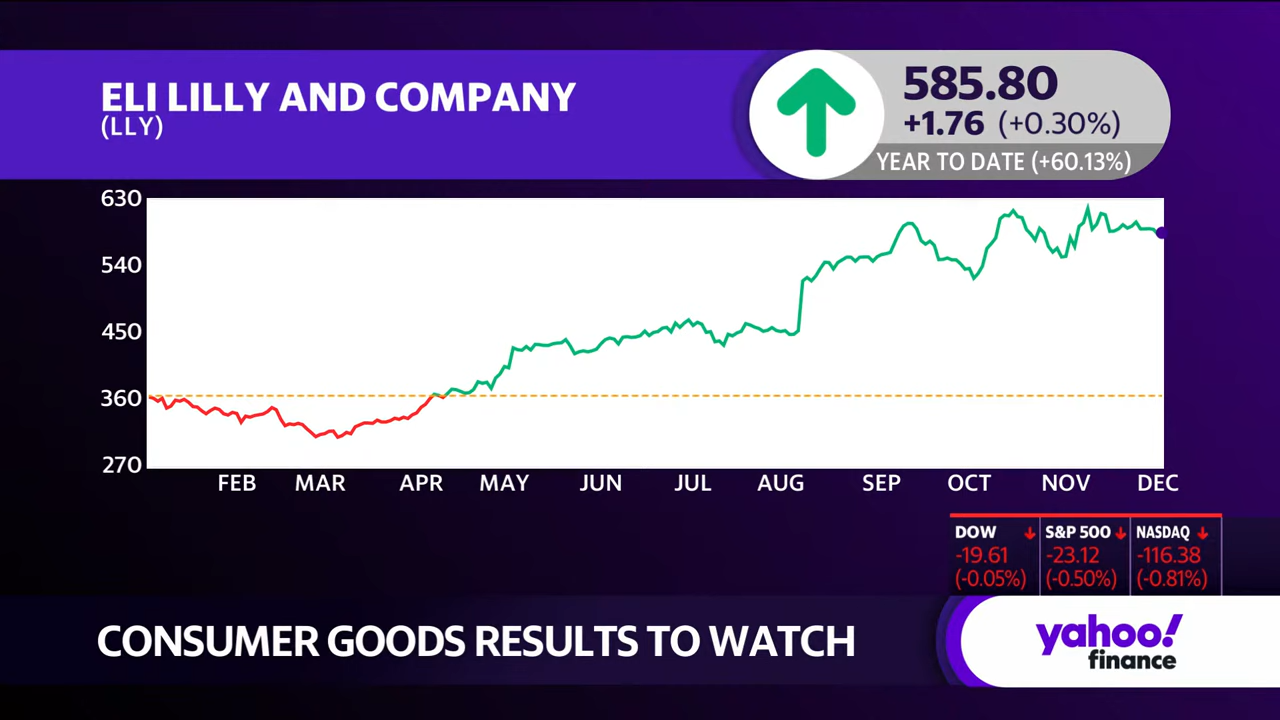 ELI LILLY AND COMPANY
(LLY)
585.80
+1.76 (+0.30%)
YEAR TO DATE (+60.13%)
630
540
450
360
270
FEB MAR APR MAY JUN JUL AUG SEP OCT NOV DEC
DOW S&P 500 NASDAQ
-19.61 -23.12 -116.38
(-0.05%) (-0.50%) (-0.81%)
CONSUMER GOODS RESULTS TO WATCH
yahoo!
finance